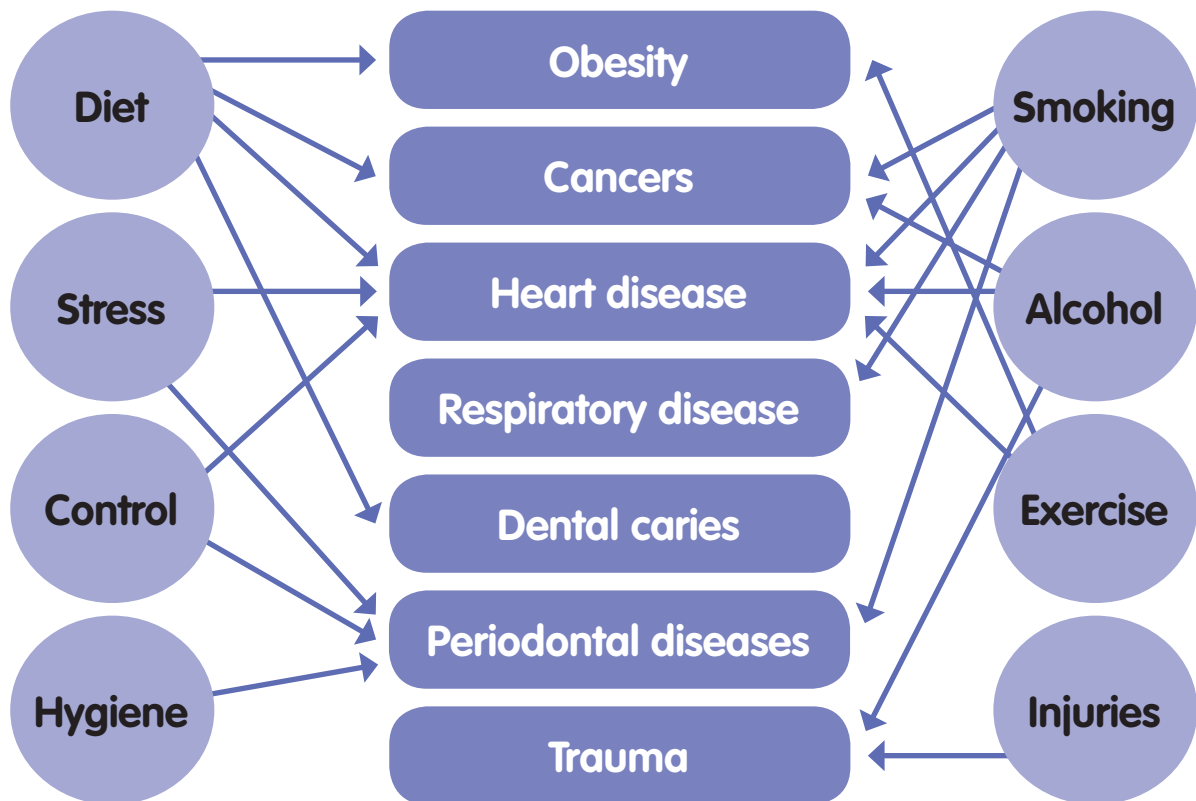 Diet
Stress
Control
Hygiene
Obesity
Cancers
Heart disease
Respiratory disease
Dental caries
Periodontal diseases
Trauma
Smoking
Alcohol
Exercise
Injuries